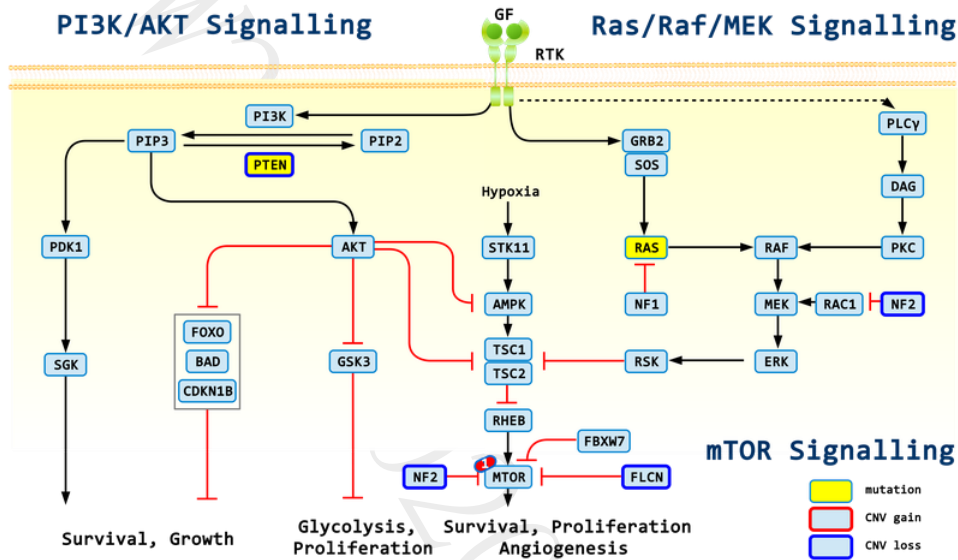 PI3K/AKT Signalling
GF
Ras/Raf/MEK Signalling
RTK
PI3K
PLCγ
PIP3
PIP2
GRB2
PTEN
SOS
DAG
Hypoxia
PDK1
AKT
STK11
RAS
RAF
PKC
AMPK
NF1
MEK
RAC1
NF2
FOXO
BAD
CDKN1B
SGK
GSK3
TSC1
TSC2
RSK
ERK
RHEB
FBXW7
mTOR Signalling
NF2
1
MTOR
FLCN
mutation
CNV gain
CNV loss
Survival, Growth
Glycolysis,
Proliferation
Survival, Proliferation
Angiogenesis